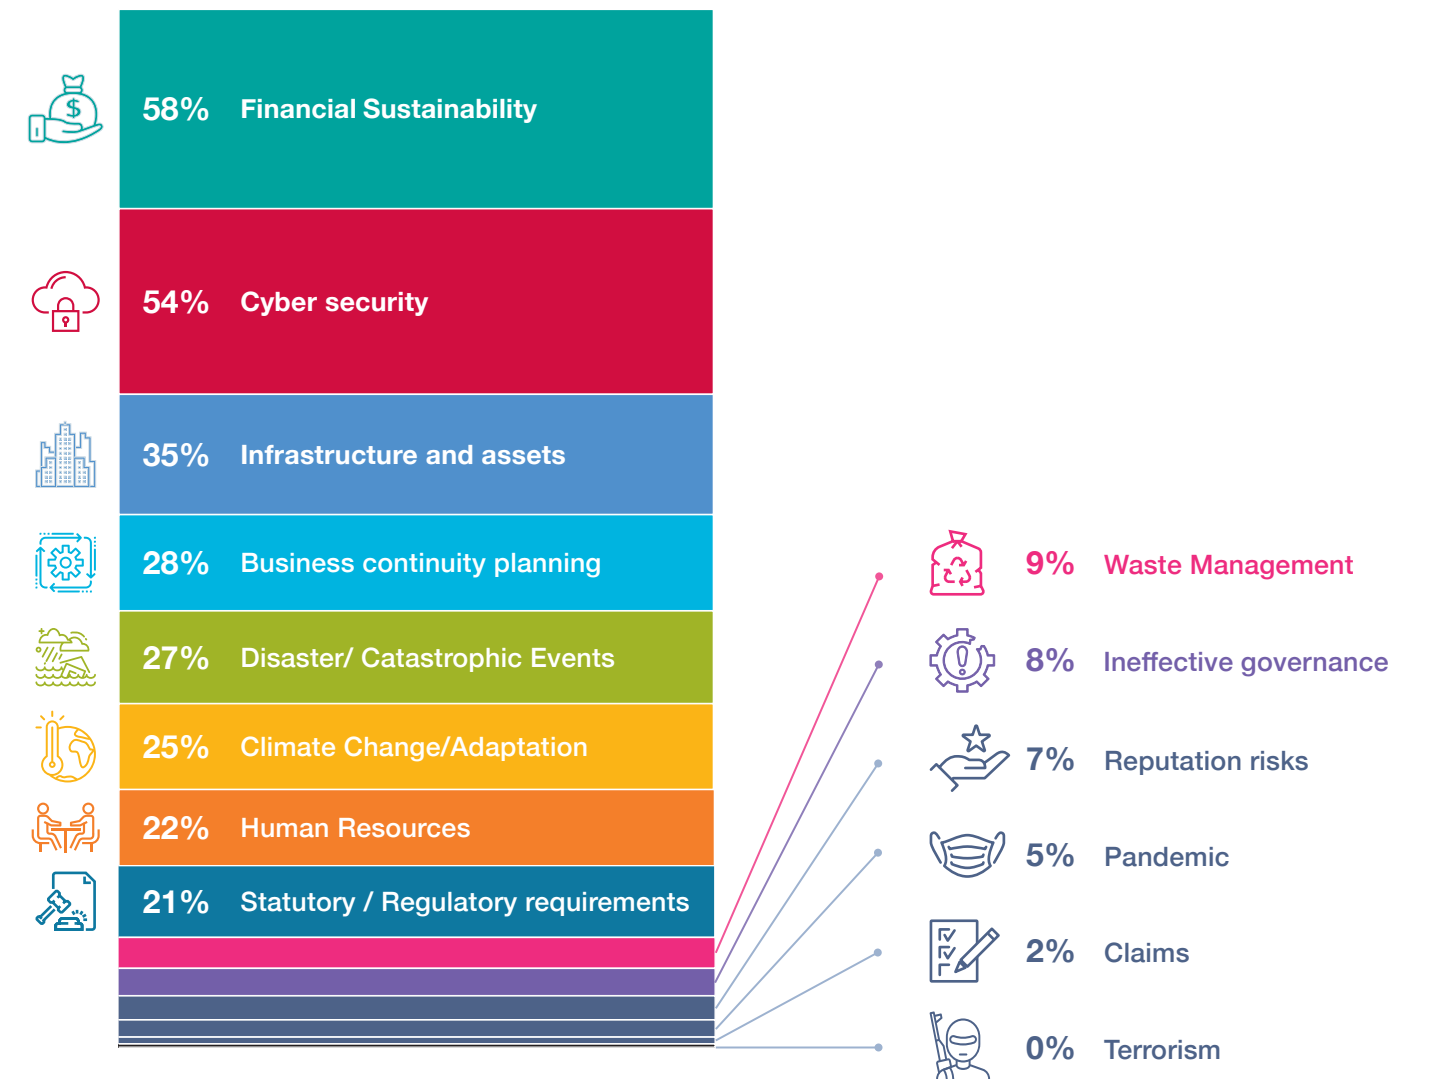 58% Financial Sustainability
54% Cyber security
35% Infrastructure and assets
28% Business continuity planning
27% Disaster/ Catastrophic Events
25% Climate Change/Adaptation
22% Human Resources
21% Statutory / Regulatory requirements
9% Waste Management
8% Ineffective governance
7% Reputation risks
5% Pandemic
2% Claims
0% Terrorism